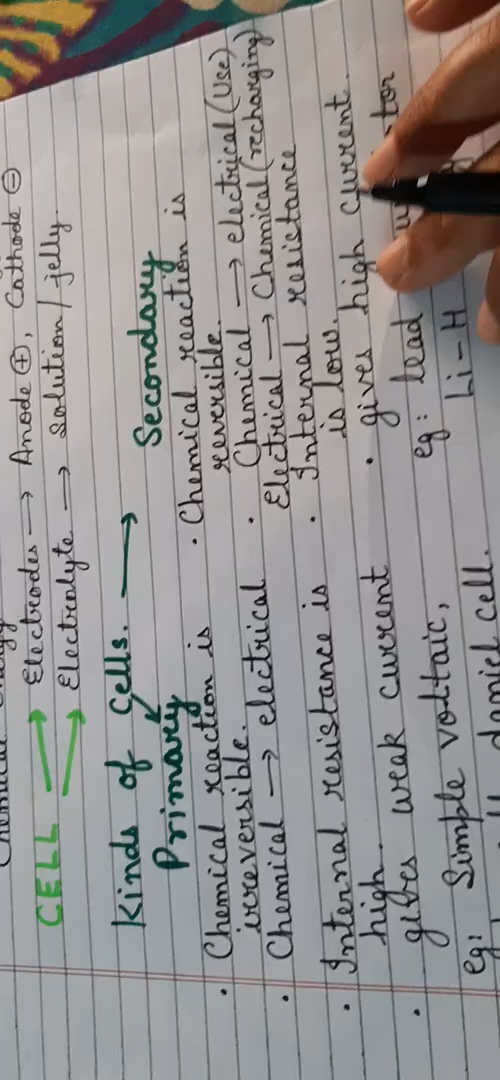 CELL → Electrodes → Anode ⊕, Cathode ⊖
→ Electrolyte → Solution/jelly
Kinds of Cells. →
Primary
• Chemical reaction is
irreversible.
• Chemical → electrical
• Internal resistance is
high.
• gives weak current
eg: Simple voltaic,
daniel cell.
Secondary
• Chemical reaction is
reversible.
• Chemical → electrical (Use)
Electrical → Chemical (recharging)
• Internal resistance
is low.
• gives high current.
eg: lead
Li-H